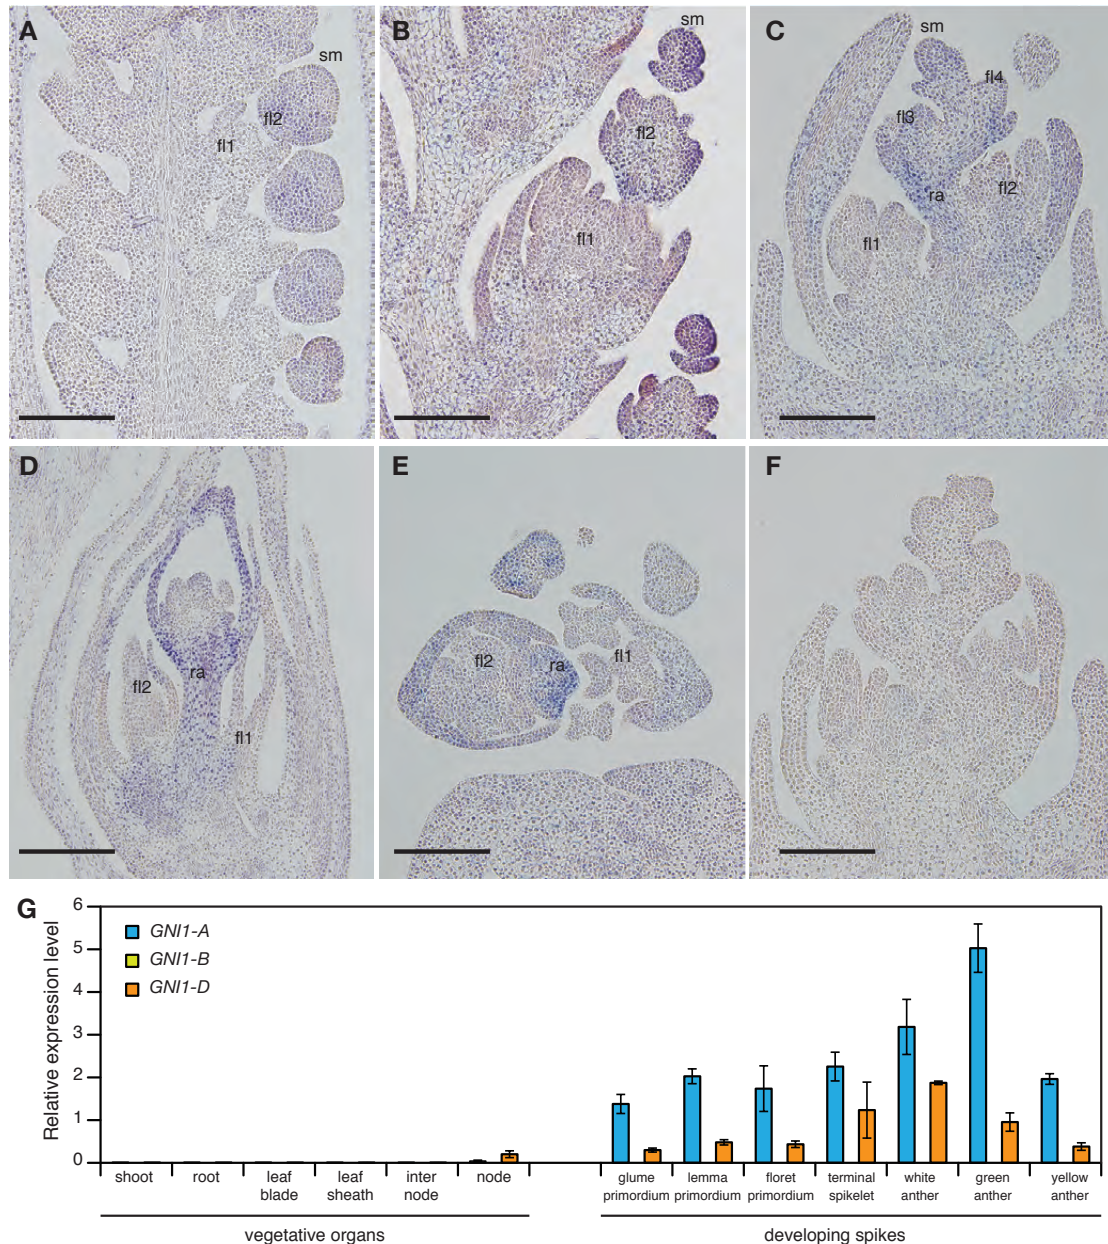 A
sm
fl2
fl1
B
sm
fl2
fl1
C
sm
fl4
fl3
fl2
ra
fl1
D
ra
fl2
fl1
E
fl2
ra
fl1
F
G
Relative expression level
6
5
4
3
2
1
0
GNI1-A
GNI1-B
GNI1-D
shoot
root
leaf
blade
leaf
sheath
inter
node
node
glume
primordium
lemma
primordium
floret
primordium
terminal
spikelet
white
anther
green
anther
yellow
anther
vegetative organs
developing spikes